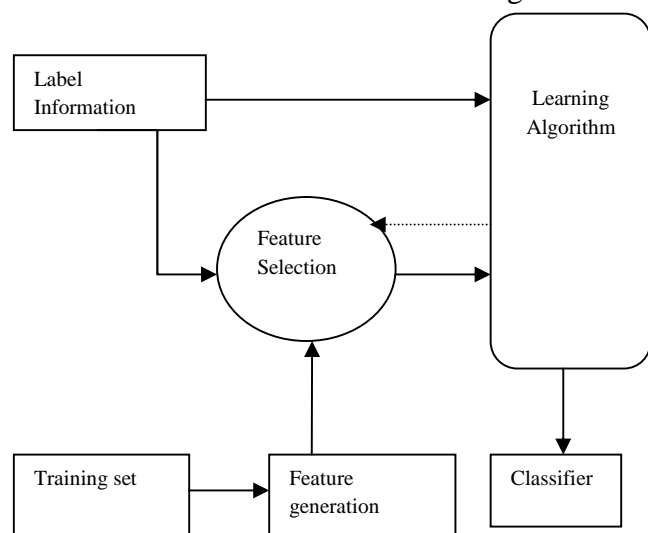 Label
Information
Learning
Algorithm
Feature
Selection
Training set
Feature
generation
Classifier